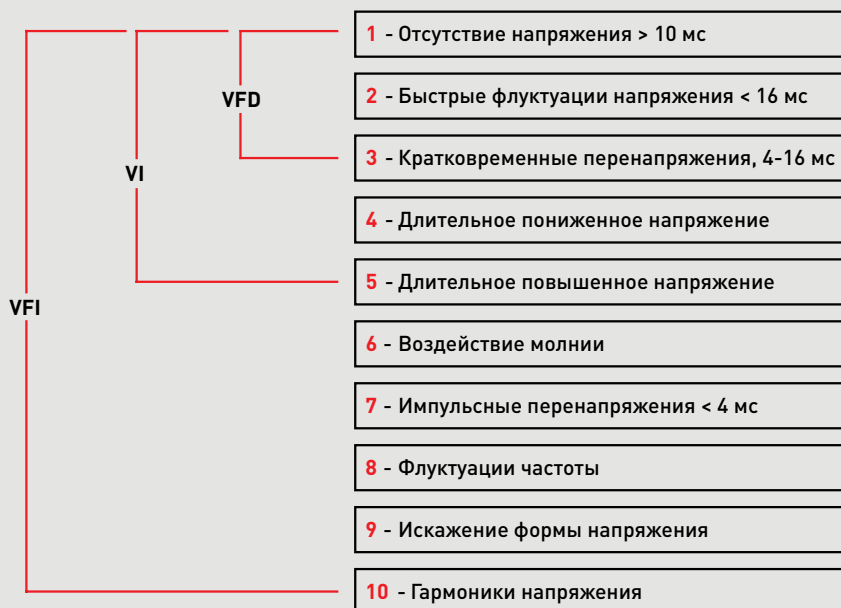 1 - Отсутствие напряжения > 10 мс
2 - Быстрые флуктуации напряжения < 16 мс
VFD
3 - Кратковременные перенапряжения, 4-16 мс
VI
4 - Длительное пониженное напряжение
5 - Длительное повышенное напряжение
VFI
6 - Воздействие молнии
7 - Импульсные перенапряжения < 4 мс
8 - Флуктуации частоты
9 - Искажение формы напряжения
10 - Гармоники напряжения